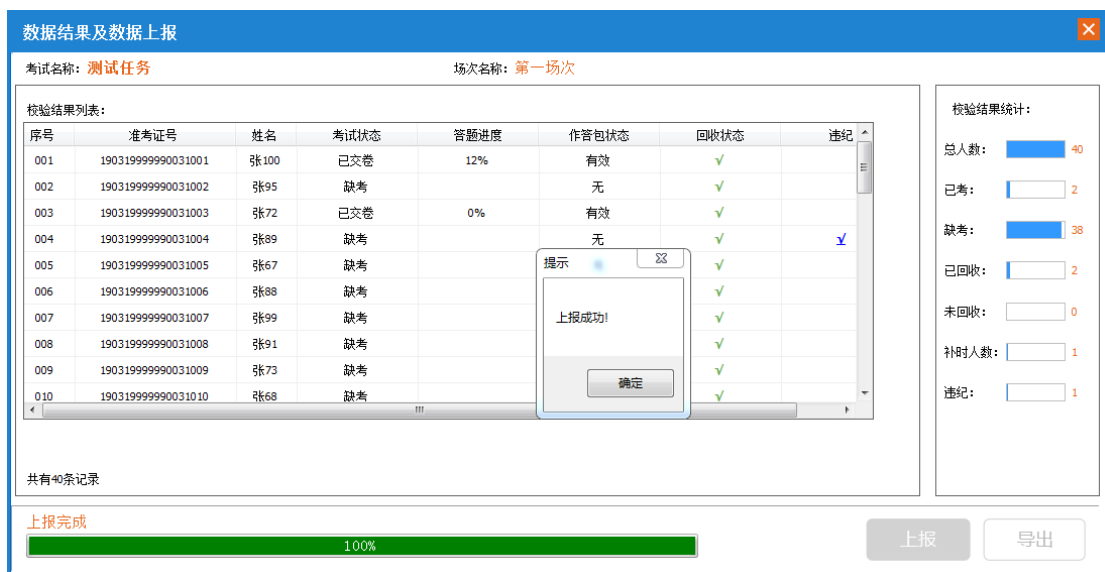 数据结果及数据上报
考试名称: 测试任务 场次名称: 第一场次
校验结果列表:
序号 准考证号 姓名 考试状态 答题进度 作答包状态 回收状态 违纪
001 190319999990031001 张100 已交卷 12% 有效 √
002 190319999990031002 张95 缺考 无 √
003 190319999990031003 张72 已交卷 0% 有效 √
004 190319999990031004 张89 缺考 无 √ √
005 190319999990031005 张67 缺考 √
006 190319999990031006 张88 缺考 √
007 190319999990031007 张99 缺考 √
008 190319999990031008 张91 缺考 √
009 190319999990031009 张73 缺考 √
010 190319999990031010 张68 缺考 √
共有40条记录
提示
上报成功!
确定
校验结果统计:
总人数: 40
已考: 2
缺考: 38
已回收: 2
未回收: 0
补时人数: 1
违纪: 1
上报完成
100%
上报 导出